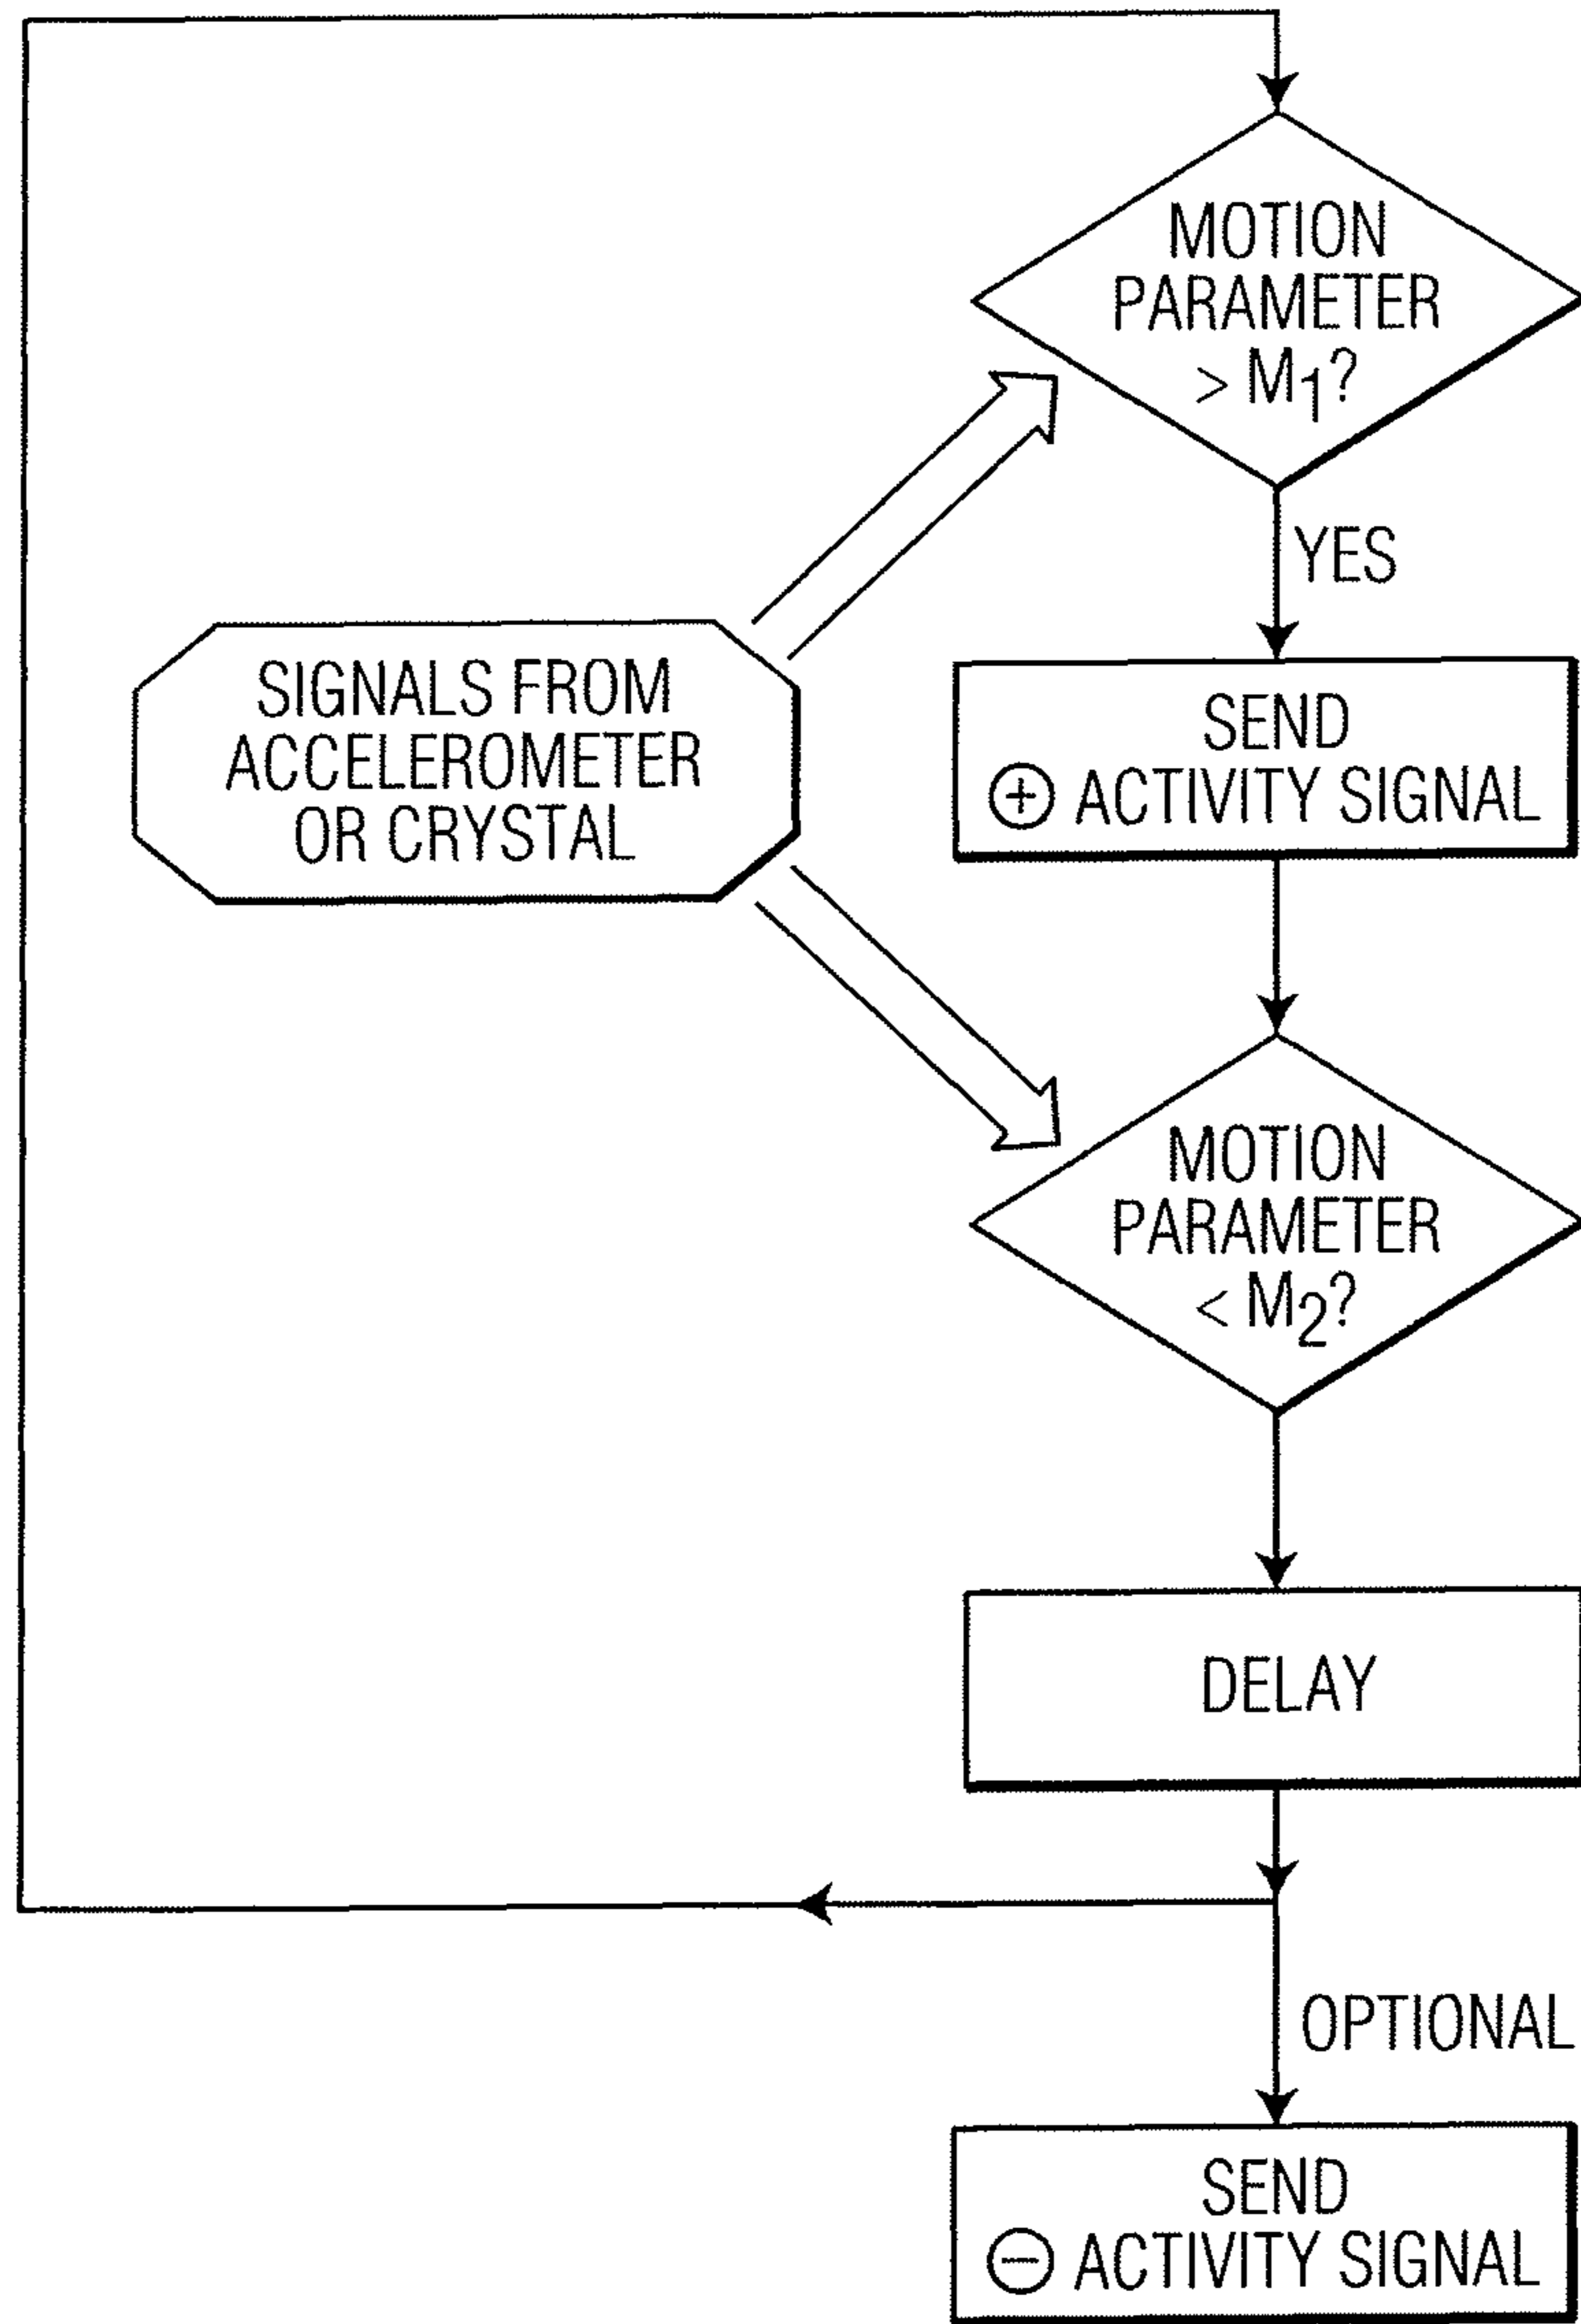 MOTION
PARAMETER
> M₁?
YES
SIGNALS FROM
ACCELEROMETER
OR CRYSTAL
SEND
⊕ ACTIVITY SIGNAL
MOTION
PARAMETER
< M₂?
DELAY
OPTIONAL
SEND
⊖ ACTIVITY SIGNAL